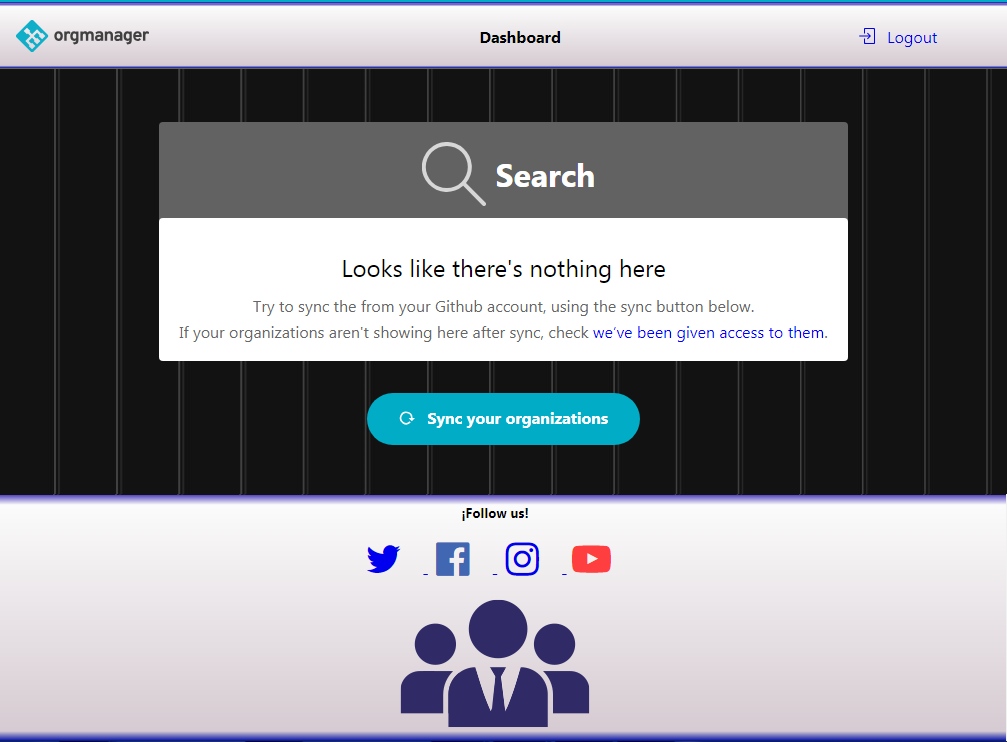 orgmanager
Dashboard
Logout
Search
Looks like there's nothing here
Try to sync the from your Github account, using the sync button below.
If your organizations aren't showing here after sync, check we've been given access to them.
Sync your organizations
¡Follow us!